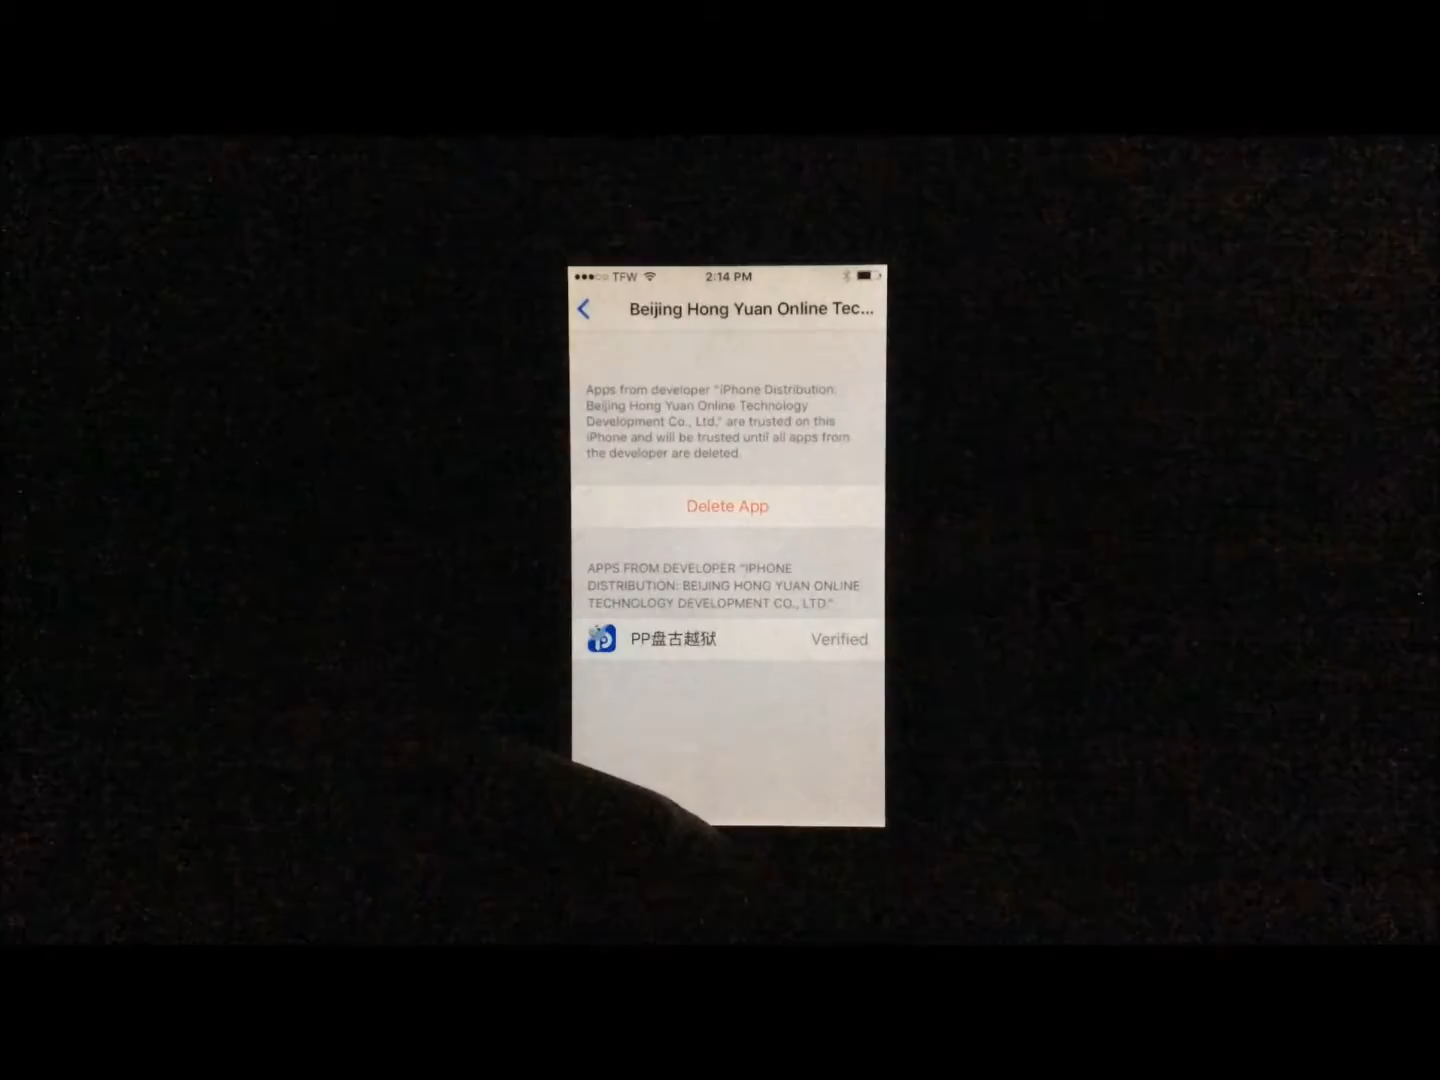 TFW 2:14 PM
Beijing Hong Yuan Online Tec...
Apps from developer "iPhone Distribution:
Beijing Hong Yuan Online Technology
Development Co., Ltd." are trusted on this
iPhone and will be trusted until all apps from
the developer are deleted.
Delete App
APPS FROM DEVELOPER "IPHONE
DISTRIBUTION: BEIJING HONG YUAN ONLINE
TECHNOLOGY DEVELOPMENT CO., LTD."
PP盘古越狱 Verified